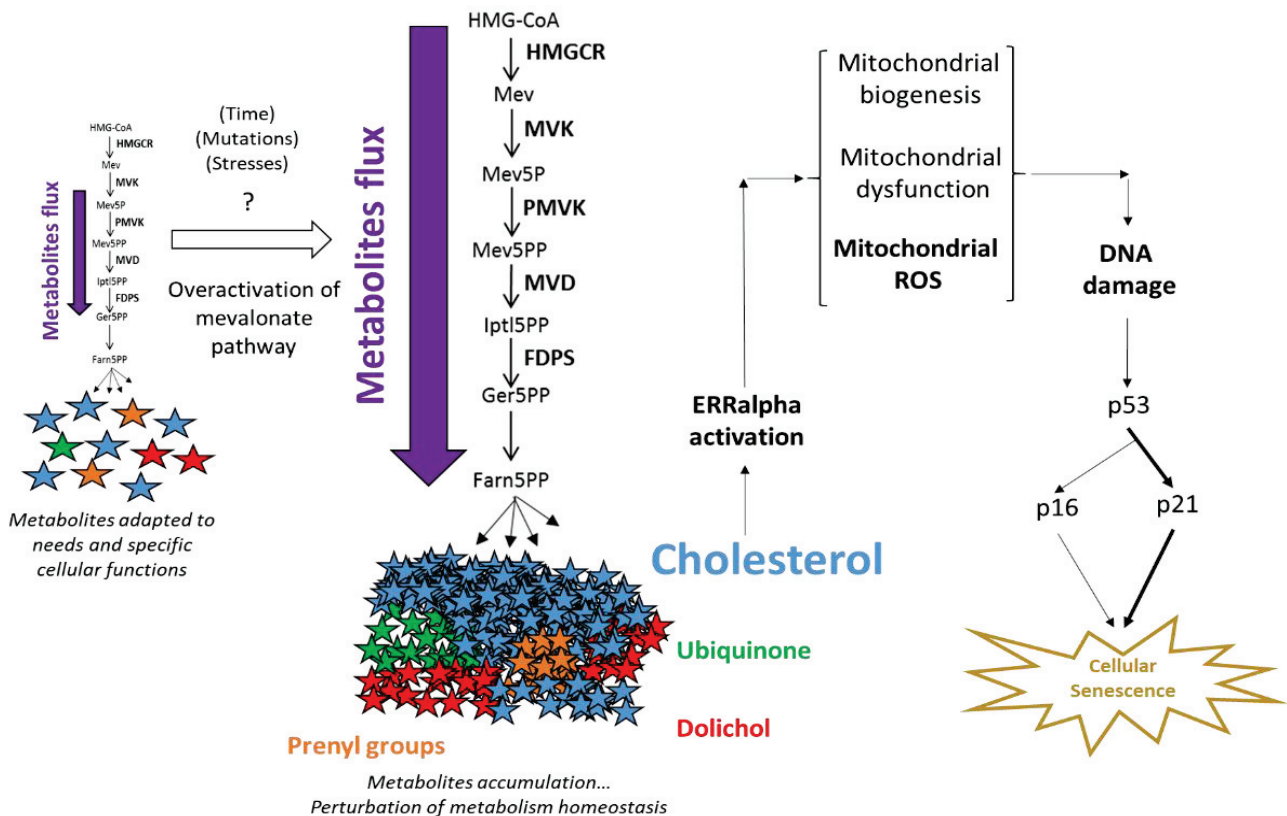 HMG-CoA
HMGCR
Mev
MVK
Mev5P
PMVK
Mev5PP
MVD
Iptl5PP
FDPS
Ger5PP
Farn5PP
Metabolites flux
Metabolites adapted to
needs and specific
cellular functions
(Time)
(Mutations)
(Stresses)
?
Overactivation of
mevalonate
pathway
Metabolites flux
HMG-CoA
HMGCR
Mev
MVK
Mev5P
PMVK
Mev5PP
MVD
Iptl5PP
FDPS
Ger5PP
Farn5PP
Cholesterol
Ubiquinone
Dolichol
Prenyl groups
Metabolites accumulation...
Perturbation of metabolism homeostasis
ERRalpha
activation
Mitochondrial
biogenesis
Mitochondrial
dysfunction
Mitochondrial
ROS
DNA
damage
p53
p16
p21
Cellular
Senescence